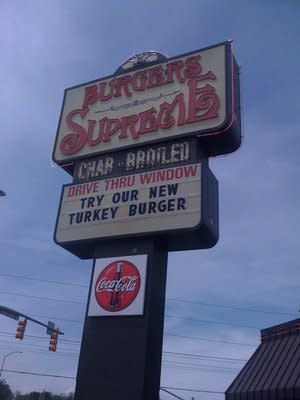 BURGERS
SUPREME
CHAR-BROILED
DRIVE THRU WINDOW
TRY OUR NEW
TURKEY BURGER
Coca-Cola